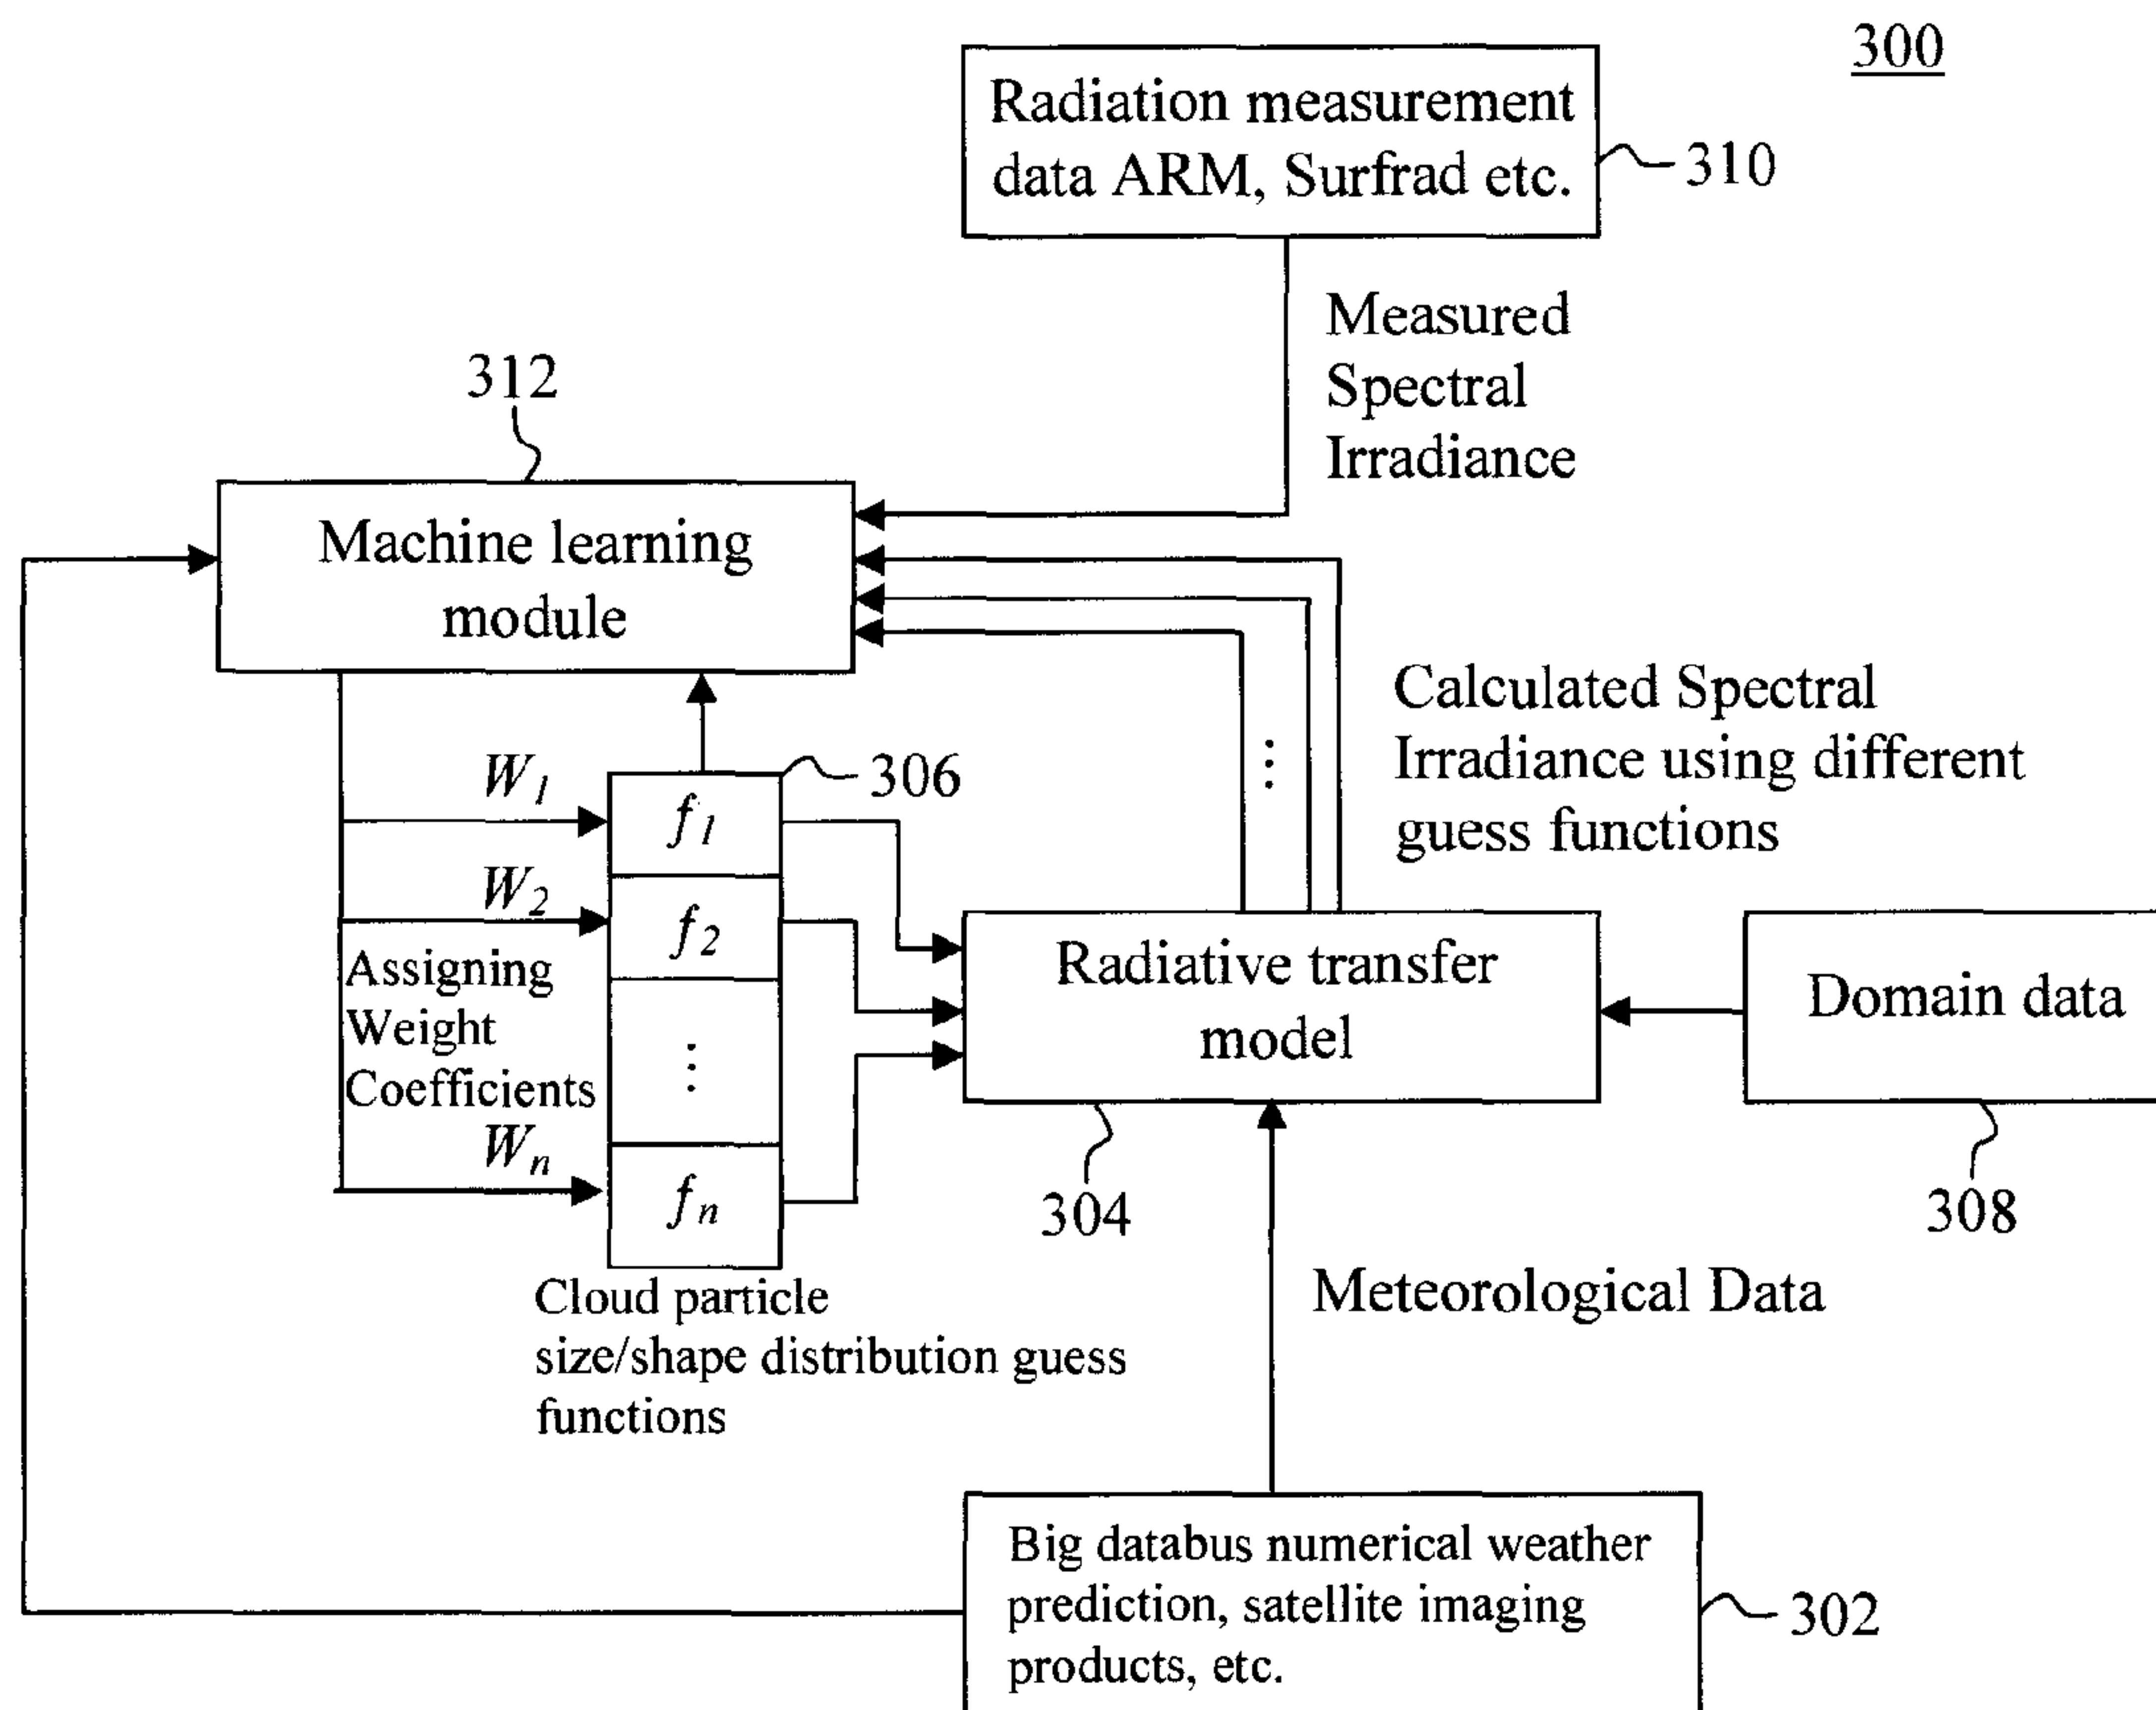 300
Radiation measurement
data ARM, Surfrad etc.
310
Measured
Spectral
Irradiance
312
Machine learning
module
Calculated Spectral
Irradiance using different
guess functions
W1
306
f1
W2
f2
Assigning
Weight
Coefficients
⋮
⋮
Wn
fn
Radiative transfer
model
Domain data
304
308
Cloud particle
size/shape distribution guess
functions
Meteorological Data
Big databus numerical weather
prediction, satellite imaging
products, etc.
302